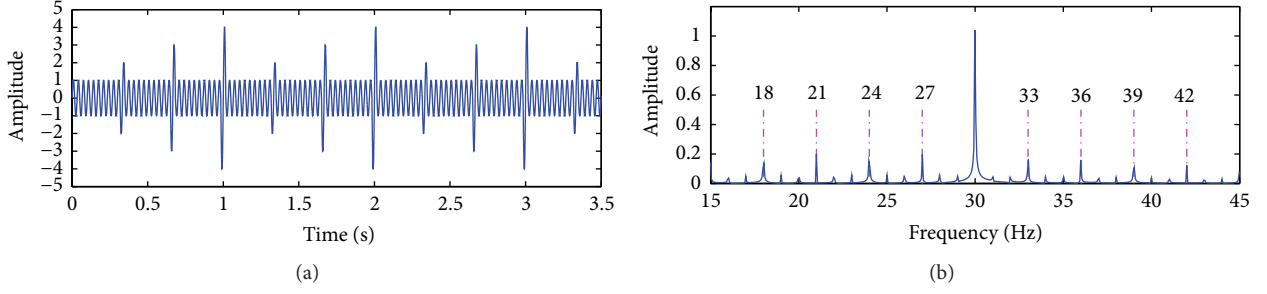 5
4
3
2
1
0
−1
−2
−3
−4
−5
Amplitude
0 0.5 1 1.5 2 2.5 3 3.5
Time (s)
(a)
1
0.8
0.6
0.4
0.2
0
Amplitude
18 21 24 27 33 36 39 42
15 20 25 30 35 40 45
Frequency (Hz)
(b)